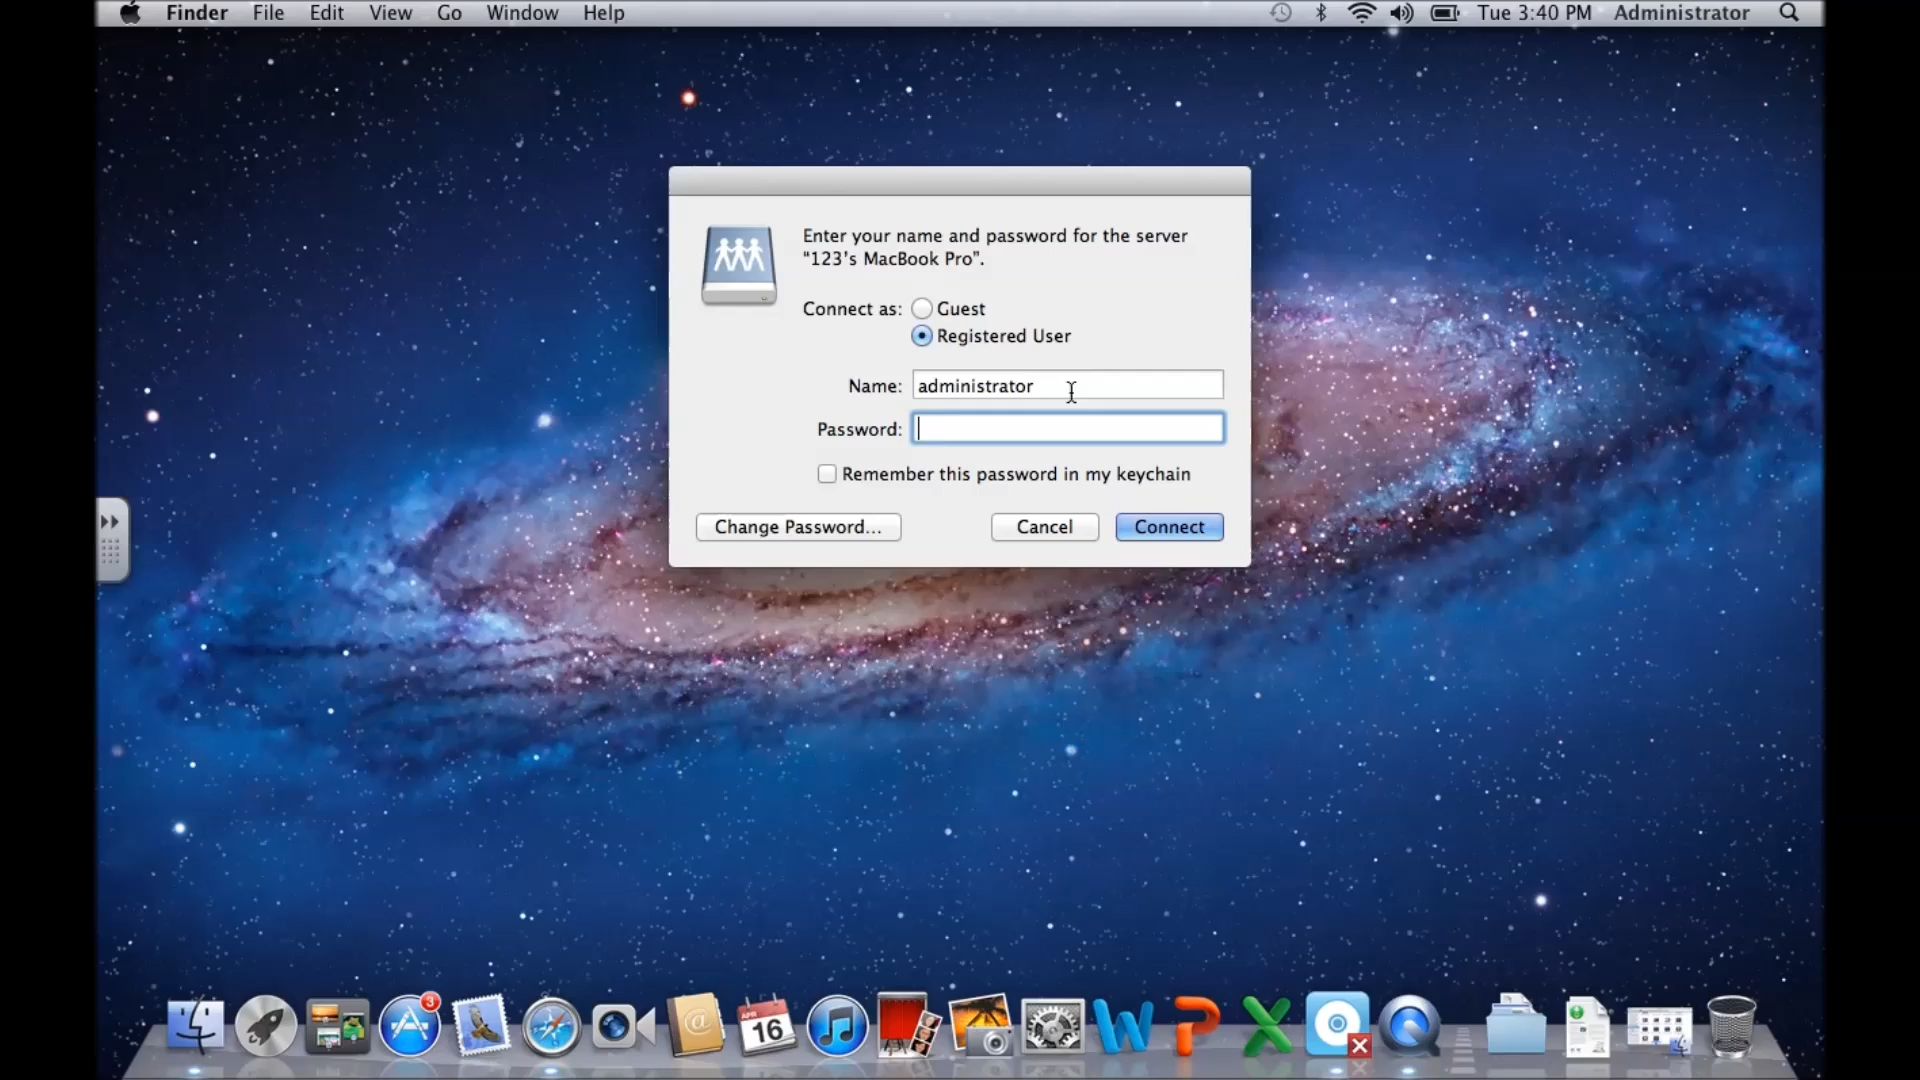 Finder File Edit View Go Window Help Tue 3:40 PM Administrator
Enter your name and password for the server
“123’s MacBook Pro”.
Connect as: Guest
Registered User
Name: administrator
Password:
Remember this password in my keychain
Change Password... Cancel Connect
3
APR
16